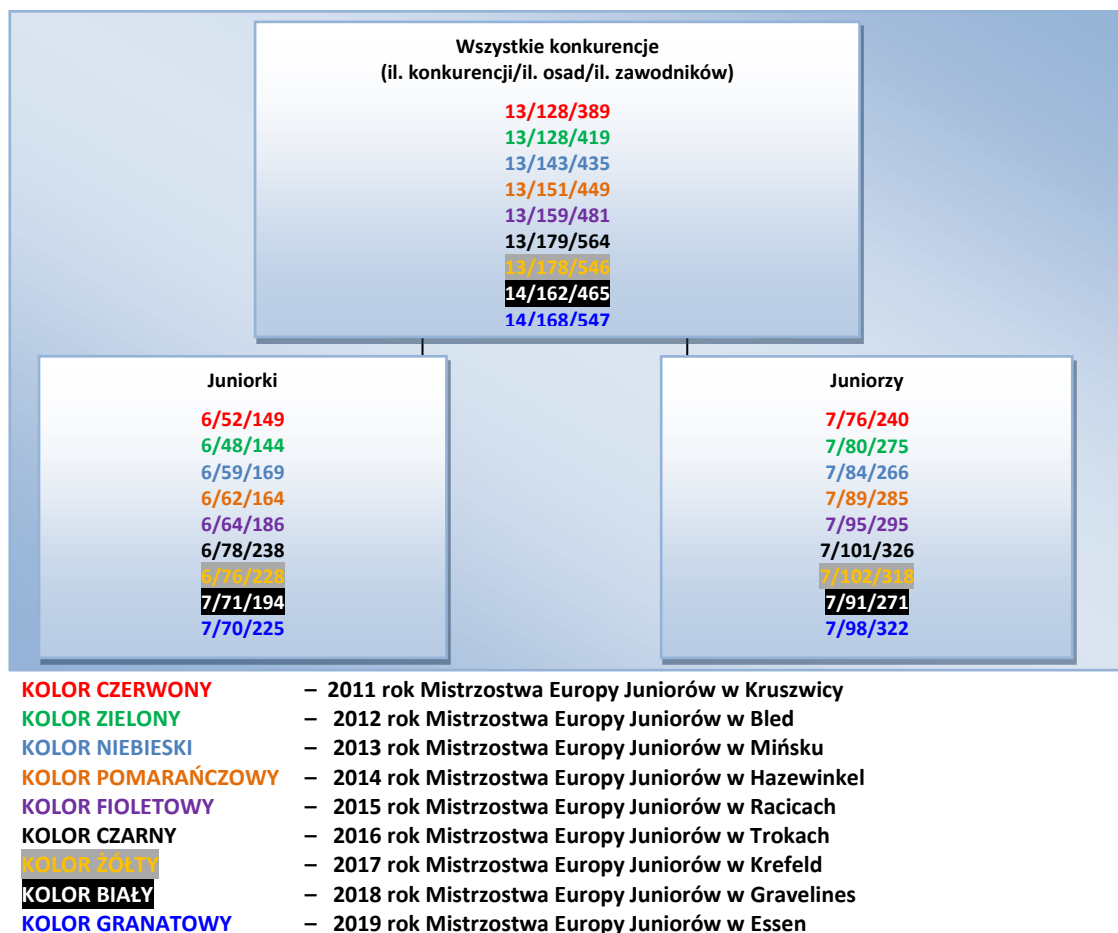 Wszystkie konkurencje
(il. konkurencji/il. osad/il. zawodników)
13/128/389
13/128/419
13/143/435
13/151/449
13/159/481
13/179/564
13/178/546
14/162/465
14/168/547
Juniorki
6/52/149
6/48/144
6/59/169
6/62/164
6/64/186
6/78/238
6/76/228
7/71/194
7/70/225
Juniorzy
7/76/240
7/80/275
7/84/266
7/89/285
7/95/295
7/101/326
7/102/318
7/91/271
7/98/322
KOLOR CZERWONY – 2011 rok Mistrzostwa Europy Juniorów w Kruszwicy
KOLOR ZIELONY – 2012 rok Mistrzostwa Europy Juniorów w Bled
KOLOR NIEBIESKI – 2013 rok Mistrzostwa Europy Juniorów w Mińsku
KOLOR POMARAŃCZOWY – 2014 rok Mistrzostwa Europy Juniorów w Hazewinkel
KOLOR FIOLETOWY – 2015 rok Mistrzostwa Europy Juniorów w Racicach
KOLOR CZARNY – 2016 rok Mistrzostwa Europy Juniorów w Trokach
KOLOR ŻÓŁTY – 2017 rok Mistrzostwa Europy Juniorów w Krefeld
KOLOR BIAŁY – 2018 rok Mistrzostwa Europy Juniorów w Gravelines
KOLOR GRANATOWY – 2019 rok Mistrzostwa Europy Juniorów w Essen